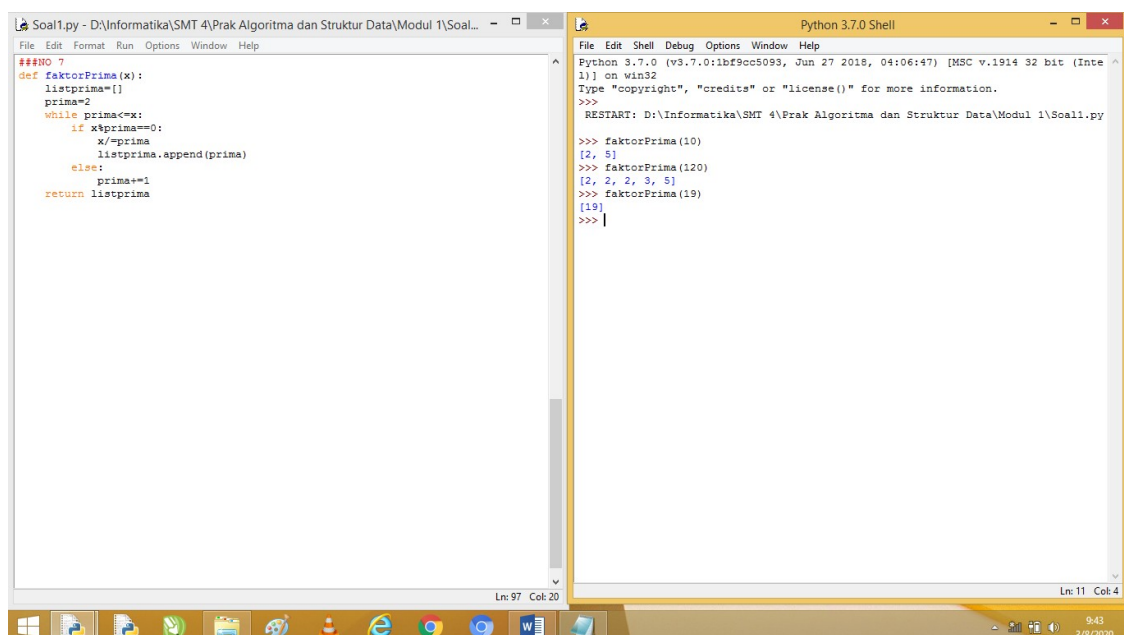 Soal1.py - D:\Informatika\SMT 4\Prak Algoritma dan Struktur Data\Modul 1\Soal...
File Edit Format Run Options Window Help
###NO 7
def faktorPrima(x):
    listprima=[]
    prima=2
    while prima<=x:
        if x%prima==0:
            x/=prima
            listprima.append(prima)
        else:
            prima+=1
    return listprima
Ln: 97 Col: 20
Python 3.7.0 Shell
File Edit Shell Debug Options Window Help
Python 3.7.0 (v3.7.0:1bf9cc5093, Jun 27 2018, 04:06:47) [MSC v.1914 32 bit (Inte
l)] on win32
Type "copyright", "credits" or "license()" for more information.
>>>
 RESTART: D:\Informatika\SMT 4\Prak Algoritma dan Struktur Data\Modul 1\Soal1.py
>>> faktorPrima(10)
[2, 5]
>>> faktorPrima(120)
[2, 2, 2, 3, 5]
>>> faktorPrima(19)
[19]
>>>
Ln: 11 Col: 4
9:43
2/8/2020